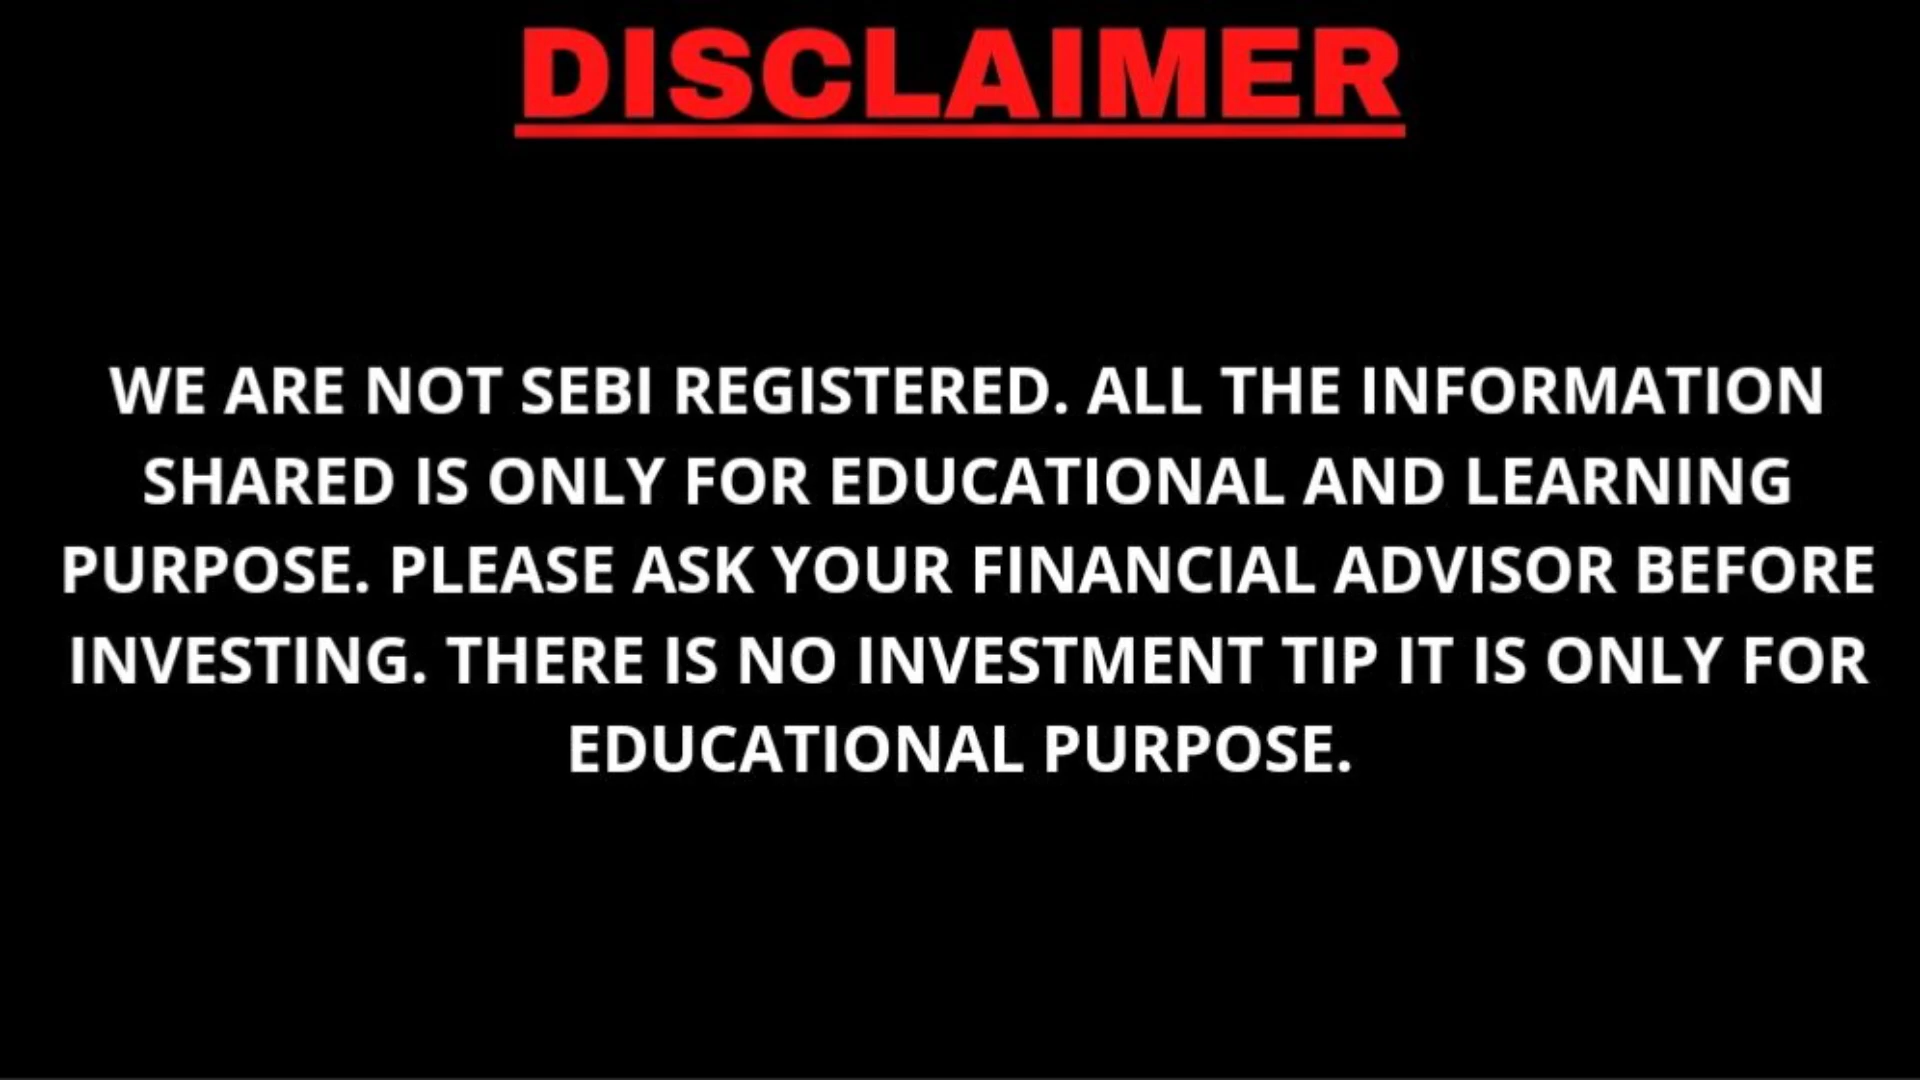 DISCLAIMER
WE ARE NOT SEBI REGISTERED. ALL THE INFORMATION
SHARED IS ONLY FOR EDUCATIONAL AND LEARNING
PURPOSE. PLEASE ASK YOUR FINANCIAL ADVISOR BEFORE
INVESTING. THERE IS NO INVESTMENT TIP IT IS ONLY FOR
EDUCATIONAL PURPOSE.